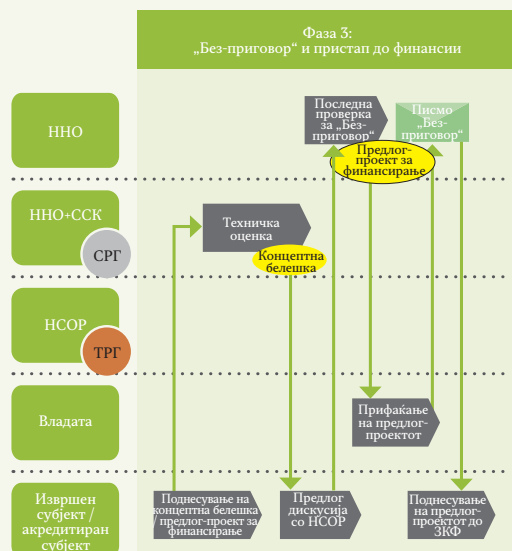 Фаза 3:
„Без-приговор“ и пристап до финансии
ННО
Последна
проверка
за „Без-
приговор“
Писмо
„Без-
приговор“
Предлог-
проект за
финансирање
ННО+ССК
СРГ
Техничка
оценка
Концептна
белешка
НСОР
ТРГ
Владата
Прифаќање
на предлог-
проектот
Извршен
субјект /
акредитиран
субјект
Поднесување на
концептна белешка
/ предлог-проект за
финансирање
Предлог
дискусија
со НСОР
Поднесување
на предлог-
проектот до
ЗКФ